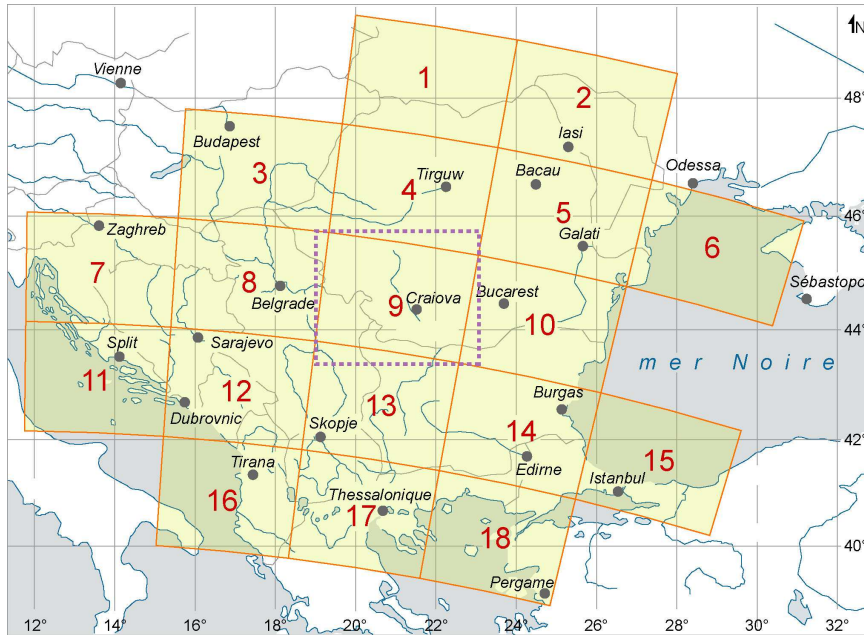 N
1
2
Vienne
48°
Budapest
Iasi
3
Tirguw
Bacau
Odessa
4
46°
5
Zaghreb
Galati
6
7
8
Belgrade
9
Craiova
Bucarest
Sébastopo
10
44°
Split
Sarajevo
mer Noire
11
12
13
Burgas
Dubrovnic
Skopje
14
42°
15
Tirana
Edirne
Istanbul
16
Thessalonique
17
18
40°
Pergame
12° 14° 16° 18° 20° 22° 24° 26° 28° 30° 32°